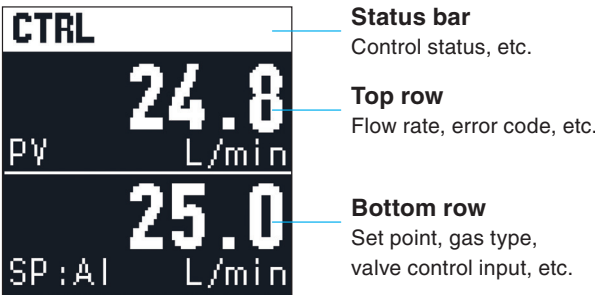 CTRL
24.8
PV L/min
25.0
SP:AI L/min
Status bar
Control status, etc.
Top row
Flow rate, error code, etc.
Bottom row
Set point, gas type,
valve control input, etc.